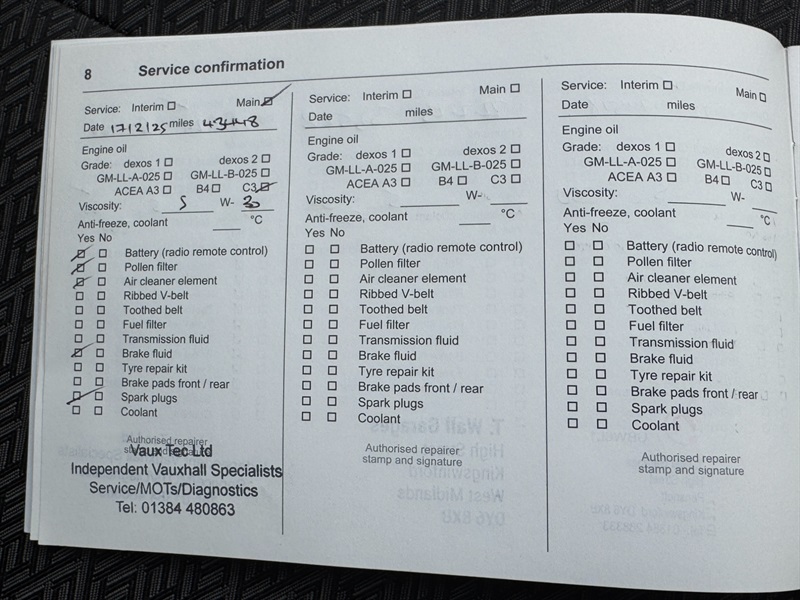 8 Service confirmation
Service: Interim ☐ Main ☑
Date 17/2/25 miles 43448
Engine oil
Grade: dexos 1 ☐ dexos 2 ☐
GM-LL-A-025 ☐ GM-LL-B-025 ☐
ACEA A3 ☐ B4 ☐ C3 ☑
Viscosity: 5 W- 30
Anti-freeze, coolant ___ °C
Yes No
☑ ☐ Battery (radio remote control)
☑ ☐ Pollen filter
☑ ☐ Air cleaner element
☐ ☐ Ribbed V-belt
☐ ☐ Toothed belt
☐ ☐ Fuel filter
☐ ☐ Transmission fluid
☑ ☐ Brake fluid
☐ ☐ Tyre repair kit
☐ ☐ Brake pads front / rear
☑ ☐ Spark plugs
☐ ☐ Coolant
Authorised repairer
Vaux Tec Ltd
Independent Vauxhall Specialists
Service/MOTs/Diagnostics
Tel: 01384 480863
Service: Interim ☐ Main ☐
Date miles
Engine oil
Grade: dexos 1 ☐ dexos 2 ☐
GM-LL-A-025 ☐ GM-LL-B-025 ☐
ACEA A3 ☐ B4 ☐ C3 ☐
Viscosity: ___ W- ___
Anti-freeze, coolant ___ °C
Yes No
☐ ☐ Battery (radio remote control)
☐ ☐ Pollen filter
☐ ☐ Air cleaner element
☐ ☐ Ribbed V-belt
☐ ☐ Toothed belt
☐ ☐ Fuel filter
☐ ☐ Transmission fluid
☐ ☐ Brake fluid
☐ ☐ Tyre repair kit
☐ ☐ Brake pads front / rear
☐ ☐ Spark plugs
☐ ☐ Coolant
Authorised repairer
stamp and signature
Service: Interim ☐ Main ☐
Date miles
Engine oil
Grade: dexos 1 ☐ dexos 2 ☐
GM-LL-A-025 ☐ GM-LL-B-025 ☐
ACEA A3 ☐ B4 ☐ C3 ☐
Viscosity: ___ W- ___
Anti-freeze, coolant ___ °C
Yes No
☐ ☐ Battery (radio remote control)
☐ ☐ Pollen filter
☐ ☐ Air cleaner element
☐ ☐ Ribbed V-belt
☐ ☐ Toothed belt
☐ ☐ Fuel filter
☐ ☐ Transmission fluid
☐ ☐ Brake fluid
☐ ☐ Tyre repair kit
☐ ☐ Brake pads front / rear
☐ ☐ Spark plugs
☐ ☐ Coolant
Authorised repairer
stamp and signature